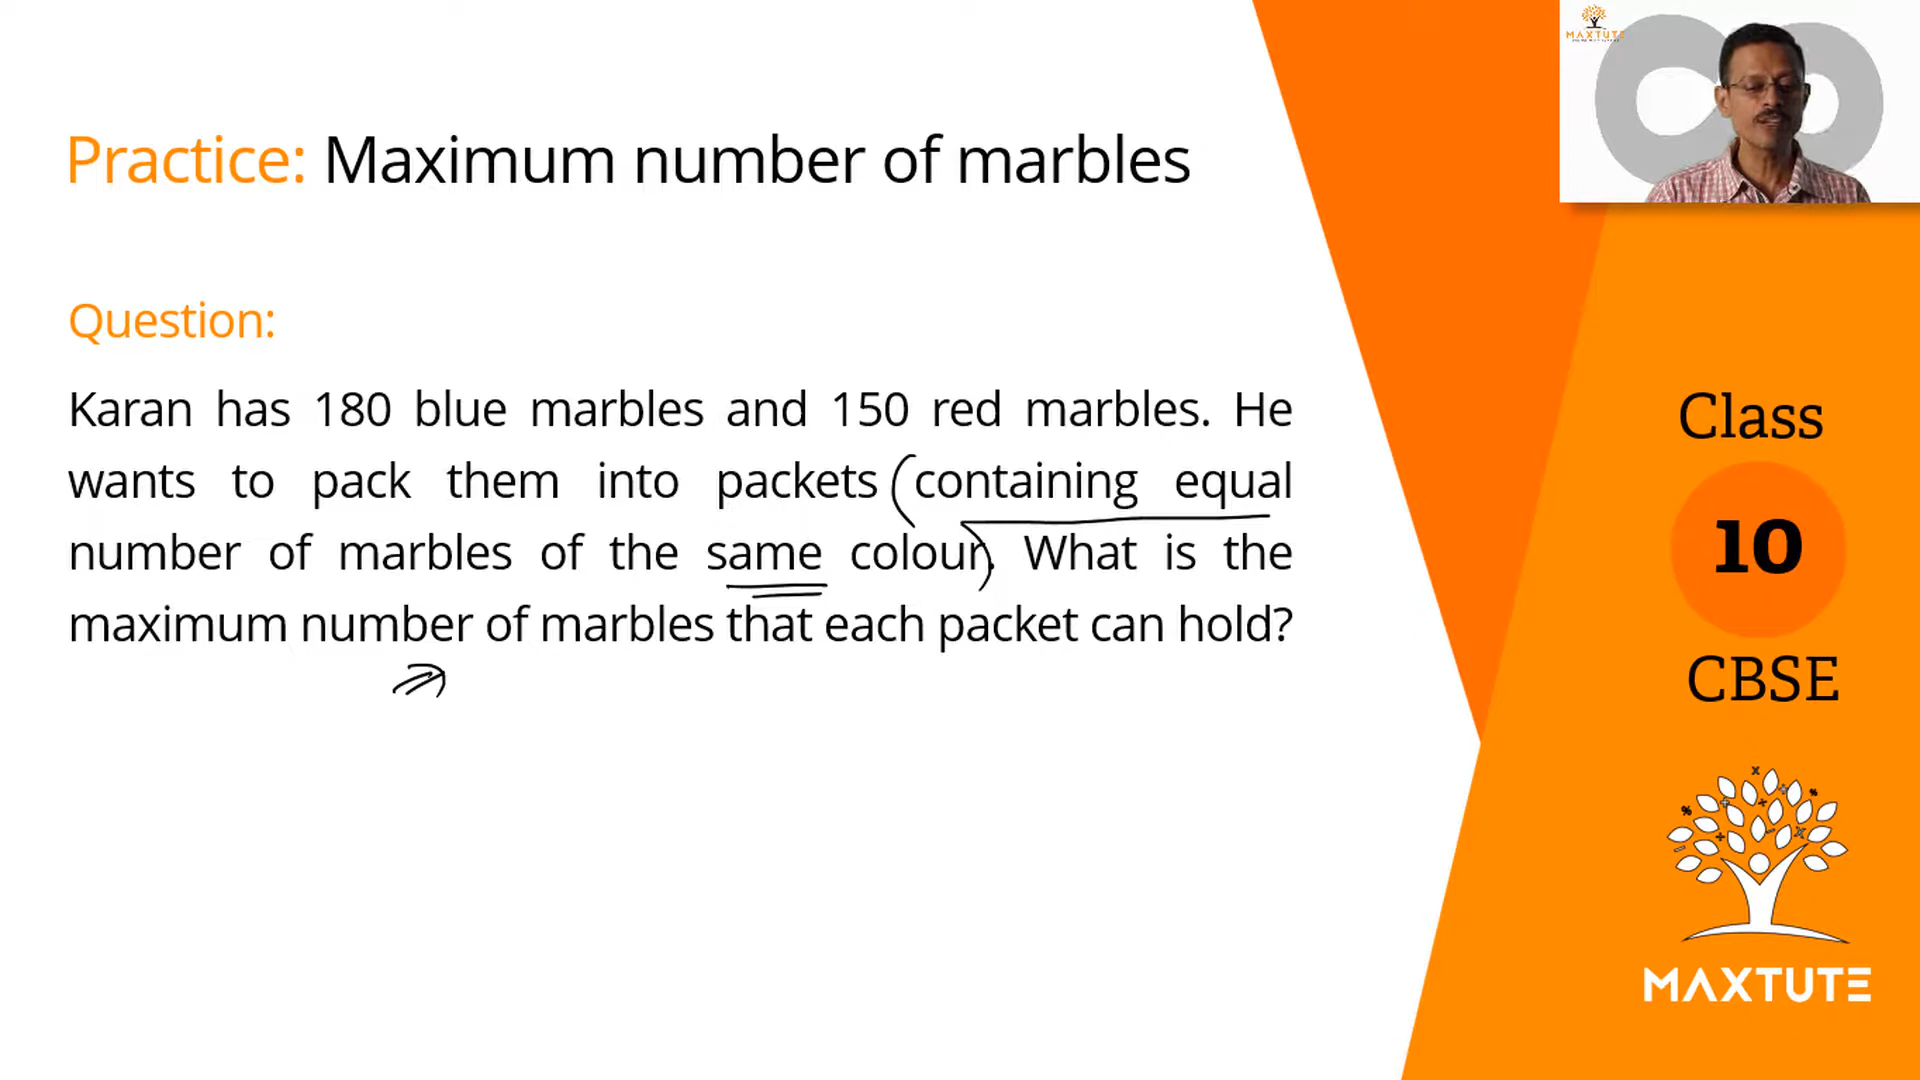 Practice: Maximum number of marbles
Question:
Karan has 180 blue marbles and 150 red marbles. He
wants to pack them into packets (containing equal
number of marbles of the same colour). What is the
maximum number of marbles that each packet can hold?
MAXTUTE
Class
10
CBSE
MAXTUTE